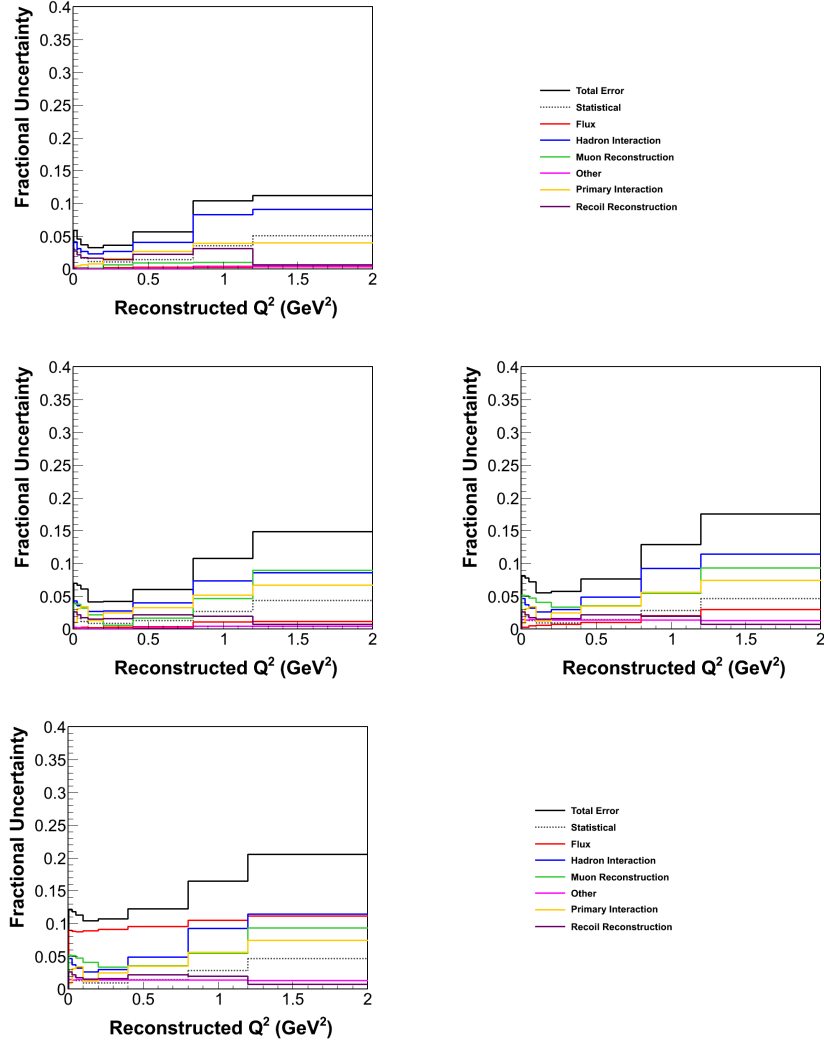 Fractional Uncertainty
0.4
0.35
0.3
0.25
0.2
0.15
0.1
0.05
0
0 0.5 1 1.5 2
Reconstructed Q² (GeV²)
Total Error
Statistical
Flux
Hadron Interaction
Muon Reconstruction
Other
Primary Interaction
Recoil Reconstruction
Fractional Uncertainty
0.4
0.35
0.3
0.25
0.2
0.15
0.1
0.05
0
0 0.5 1 1.5 2
Reconstructed Q² (GeV²)
Fractional Uncertainty
0.4
0.35
0.3
0.25
0.2
0.15
0.1
0.05
0
0 0.5 1 1.5 2
Reconstructed Q² (GeV²)
Fractional Uncertainty
0.4
0.35
0.3
0.25
0.2
0.15
0.1
0.05
0
0 0.5 1 1.5 2
Reconstructed Q² (GeV²)
Total Error
Statistical
Flux
Hadron Interaction
Muon Reconstruction
Other
Primary Interaction
Recoil Reconstruction